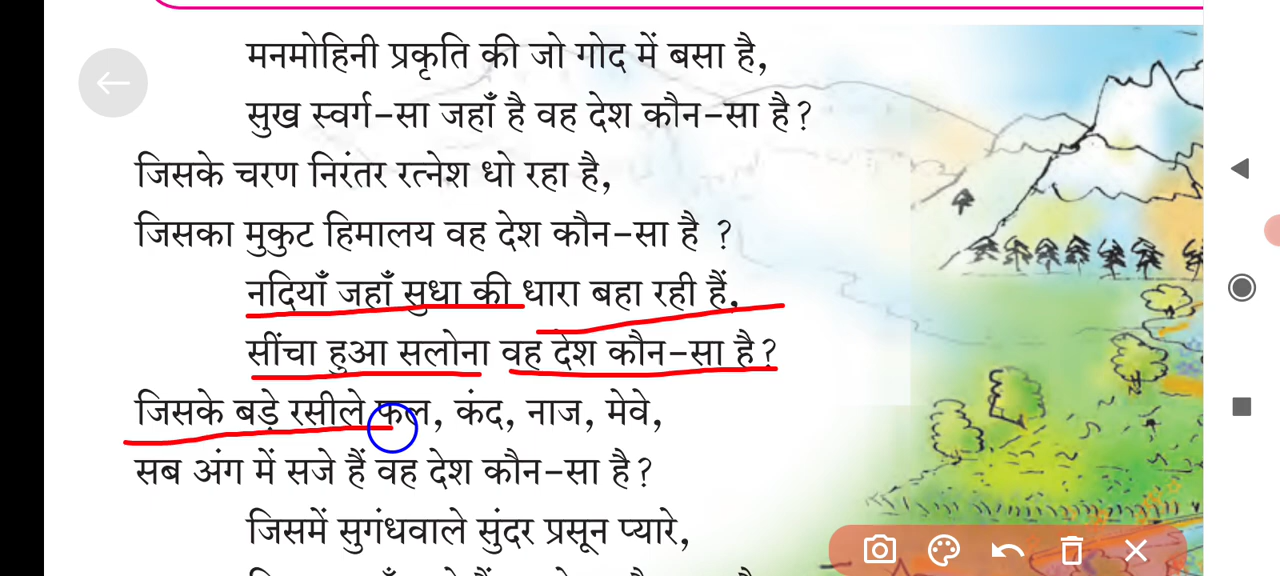 मनमोहिनी प्रकृति की जो गोद में बसा है,
सुख स्वर्ग-सा जहाँ है वह देश कौन-सा है?
जिसके चरण निरंतर रत्नेश धो रहा है,
जिसका मुकुट हिमालय वह देश कौन-सा है ?
नदियाँ जहाँ सुधा की धारा बहा रही हैं,
सींचा हुआ सलोना वह देश कौन-सा है?
जिसके बड़े रसीले फल, कंद, नाज, मेवे,
सब अंग में सजे हैं वह देश कौन-सा है?
जिसमें सुगंधवाले सुंदर प्रसून प्यारे,